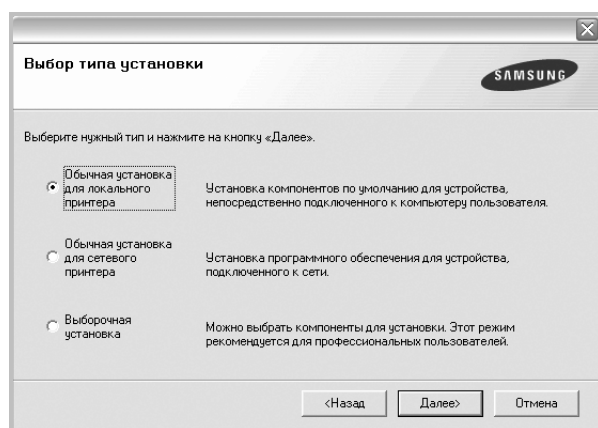 Выбор типа установки
SAMSUNG
Выберите нужный тип и нажмите на кнопку «Далее».
Обычная установка
для локального
принтера
Установка компонентов по умолчанию для устройства,
непосредственно подключенного к компьютеру пользователя.
Обычная установка
для сетевого
принтера
Установка программного обеспечения для устройства,
подключенного к сети.
Выборочная
установка
Можно выбрать компоненты для установки. Этот режим
рекомендуется для профессиональных пользователей.
<Назад
Далее>
Отмена